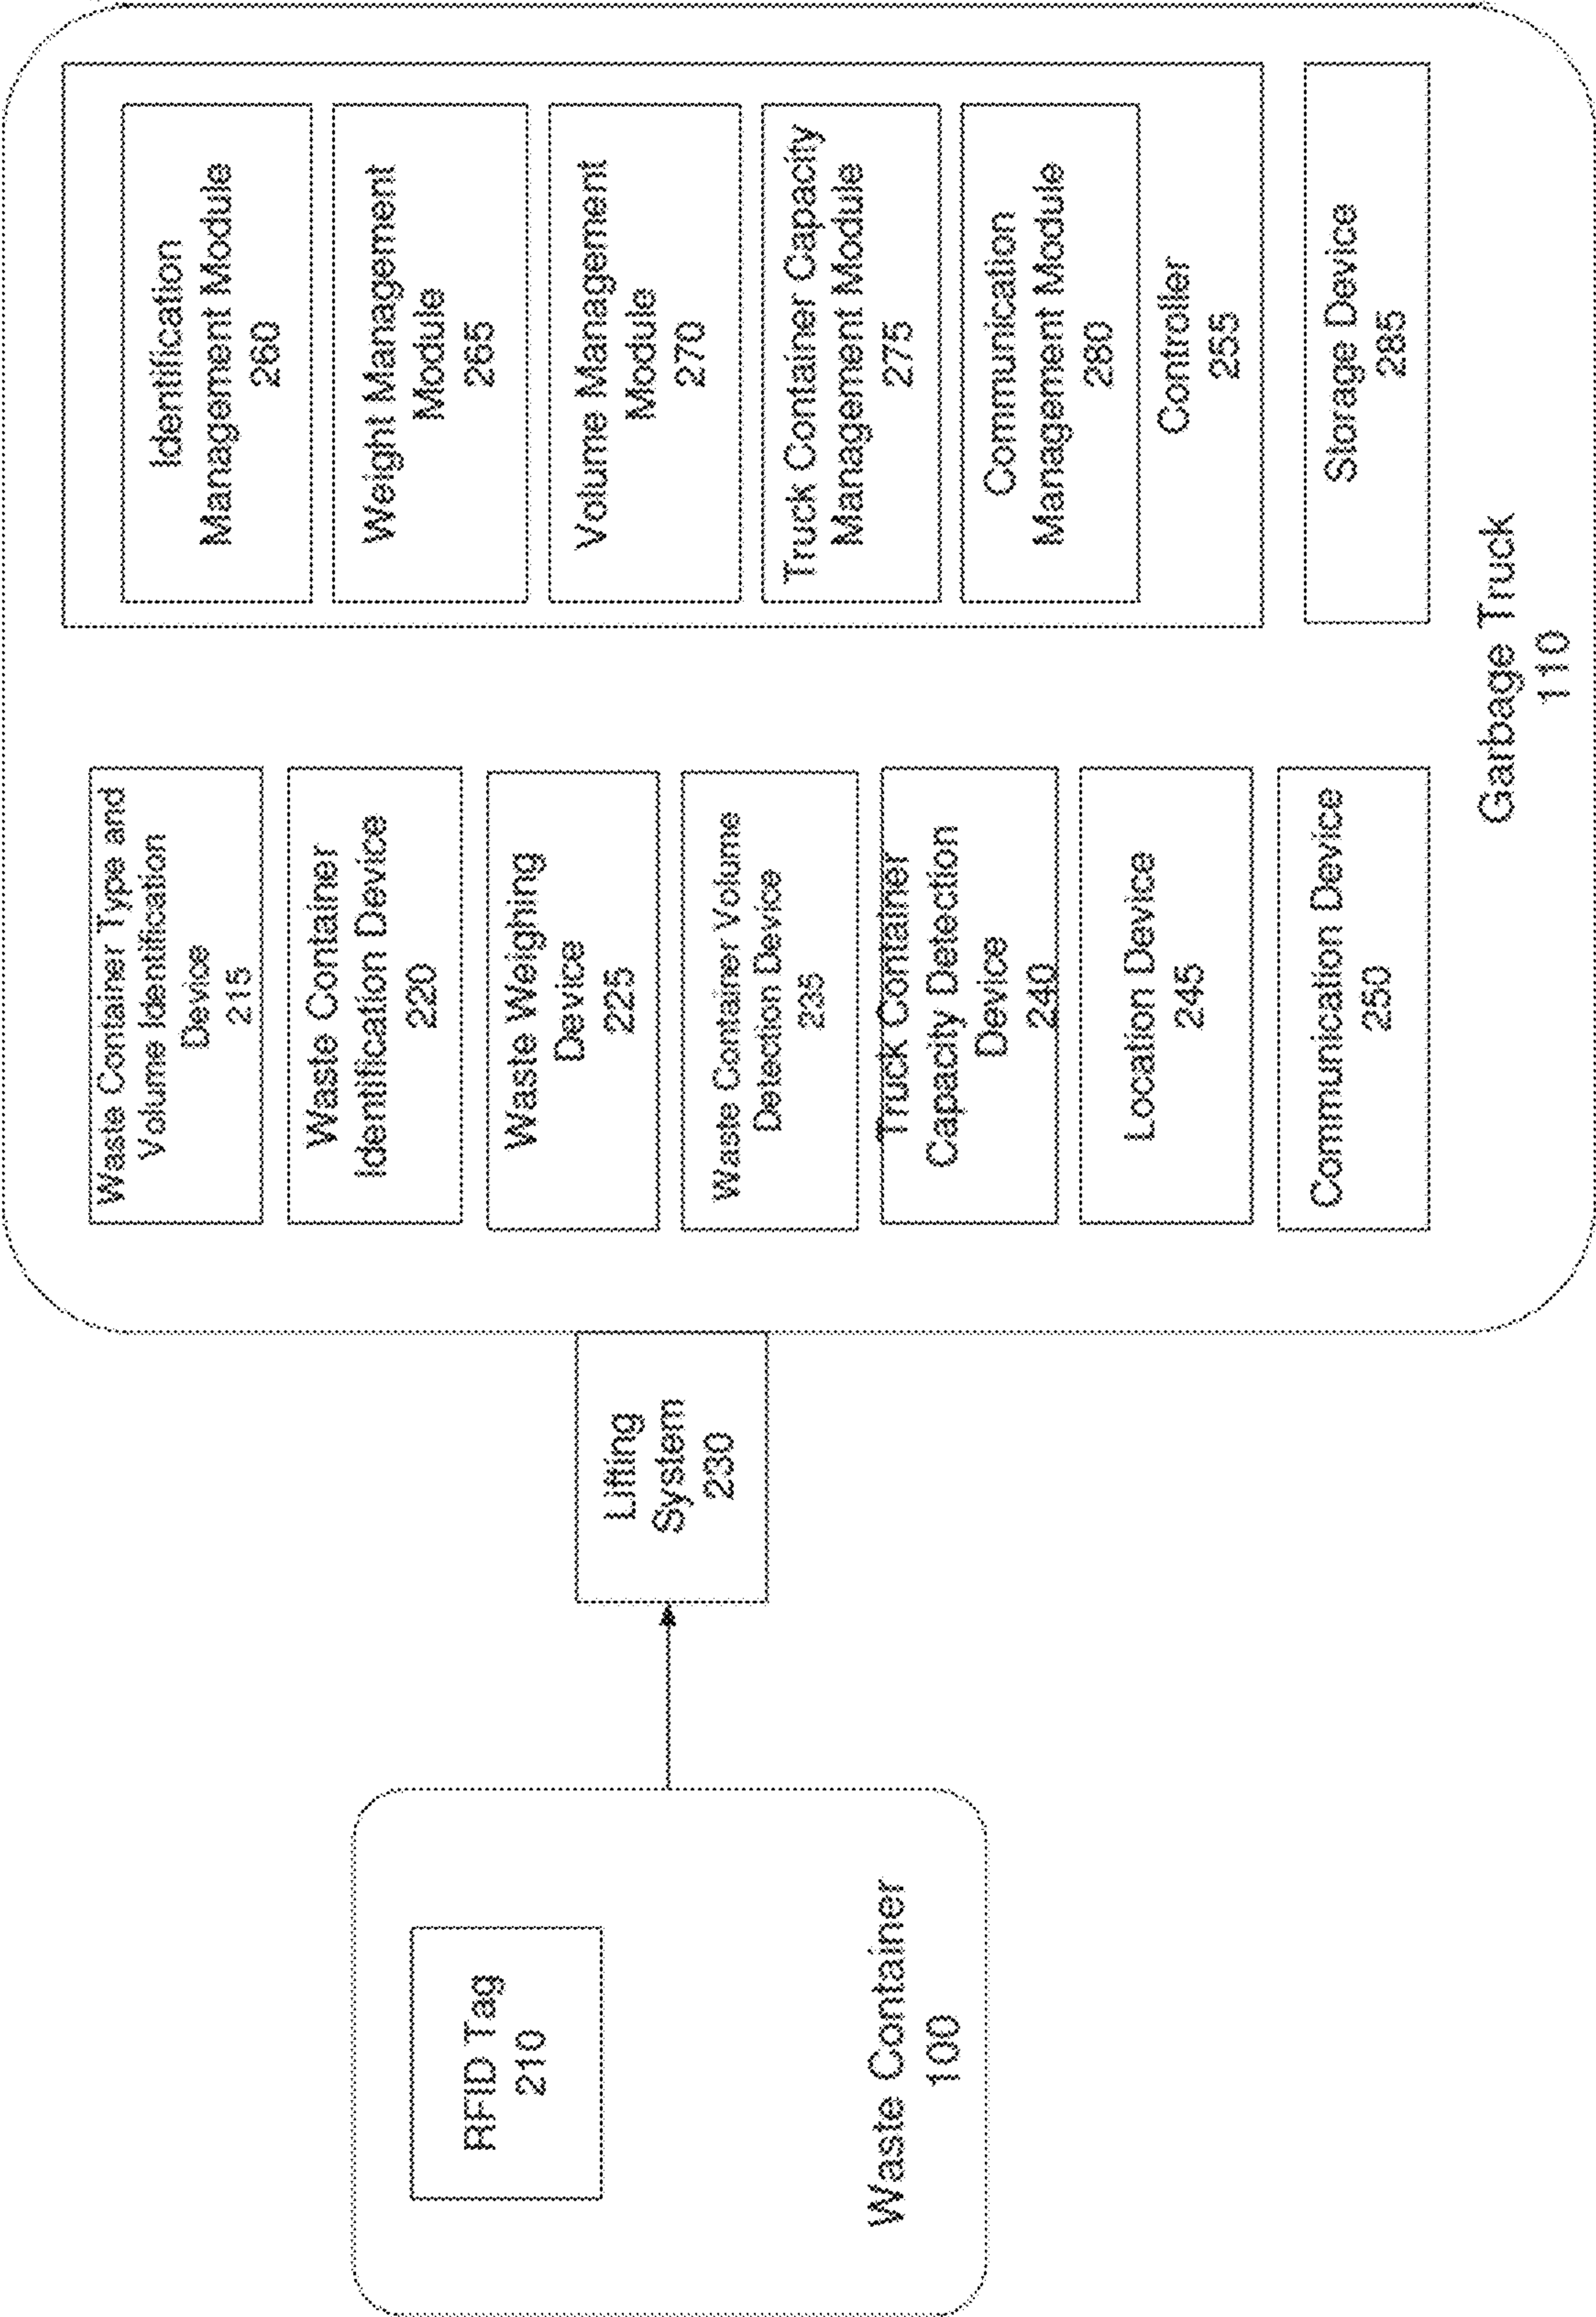 RFID Tag
210
Waste Container
100
Lifting
System
230
Waste Container Type and
Volume Identification
Device
215
Waste Container
Identification Device
220
Waste Weighing
Device
225
Waste Container Volume
Detection Device
235
Truck Container
Capacity Detection
Device
240
Location Device
245
Communication Device
250
Identification
Management Module
260
Weight Management
Module
265
Volume Management
Module
270
Truck Container Capacity
Management Module
275
Communication
Management Module
280
Controller
255
Storage Device
285
Garbage Truck
110